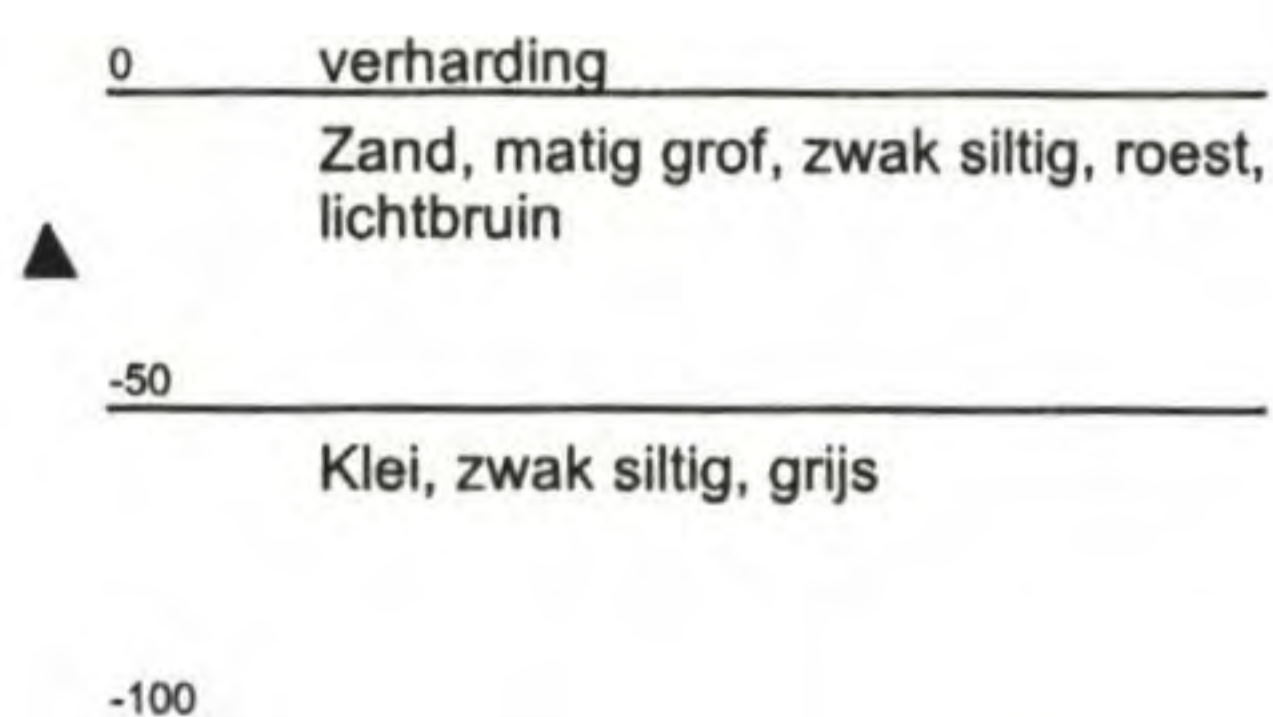 0 verharding
Zand, matig grof, zwak siltig, roest,
lichtbruin
-50
Klei, zwak siltig, grijs
-100